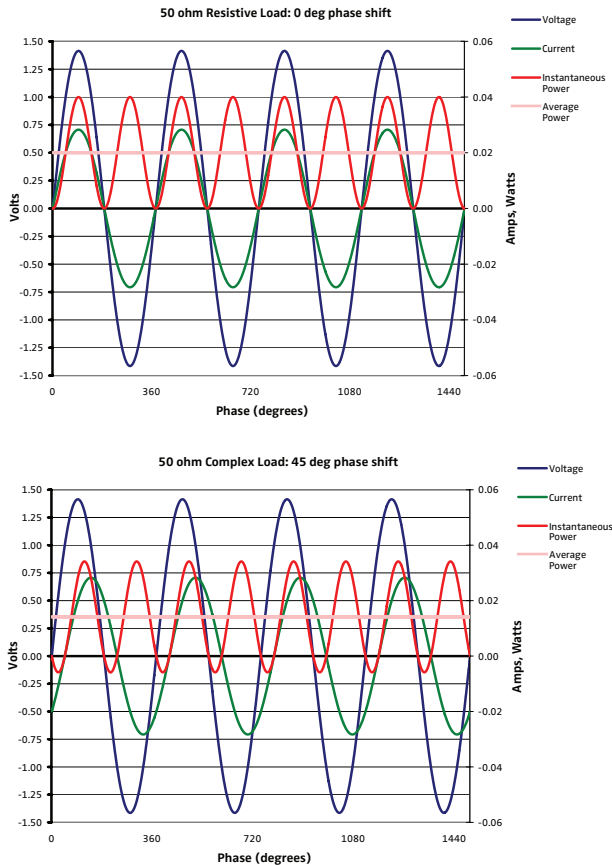 50 ohm Resistive Load: 0 deg phase shift
Voltage
Current
Instantaneous
Power
Average
Power
1.50
1.25
1.00
0.75
0.50
0.25
0.00
-0.25
-0.50
-0.75
-1.00
-1.25
-1.50
Volts
0.06
0.04
0.02
0.00
-0.02
-0.04
-0.06
Amps, Watts
0 360 720 1080 1440
Phase (degrees)
50 ohm Complex Load: 45 deg phase shift
Voltage
Current
Instantaneous
Power
Average
Power
1.50
1.25
1.00
0.75
0.50
0.25
0.00
-0.25
-0.50
-0.75
-1.00
-1.25
-1.50
Volts
0.06
0.04
0.02
0.00
-0.02
-0.04
-0.06
Amps, Watts
0 360 720 1080 1440
Phase (degrees)